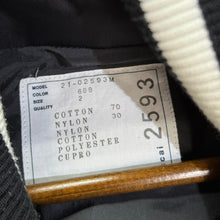 MODEL 21-02593M
COLOR 669
SIZE 2
QUALITY
COTTON 70
NYLON 30
NYLON
COTTON
POLYESTER
CUPRO
2593